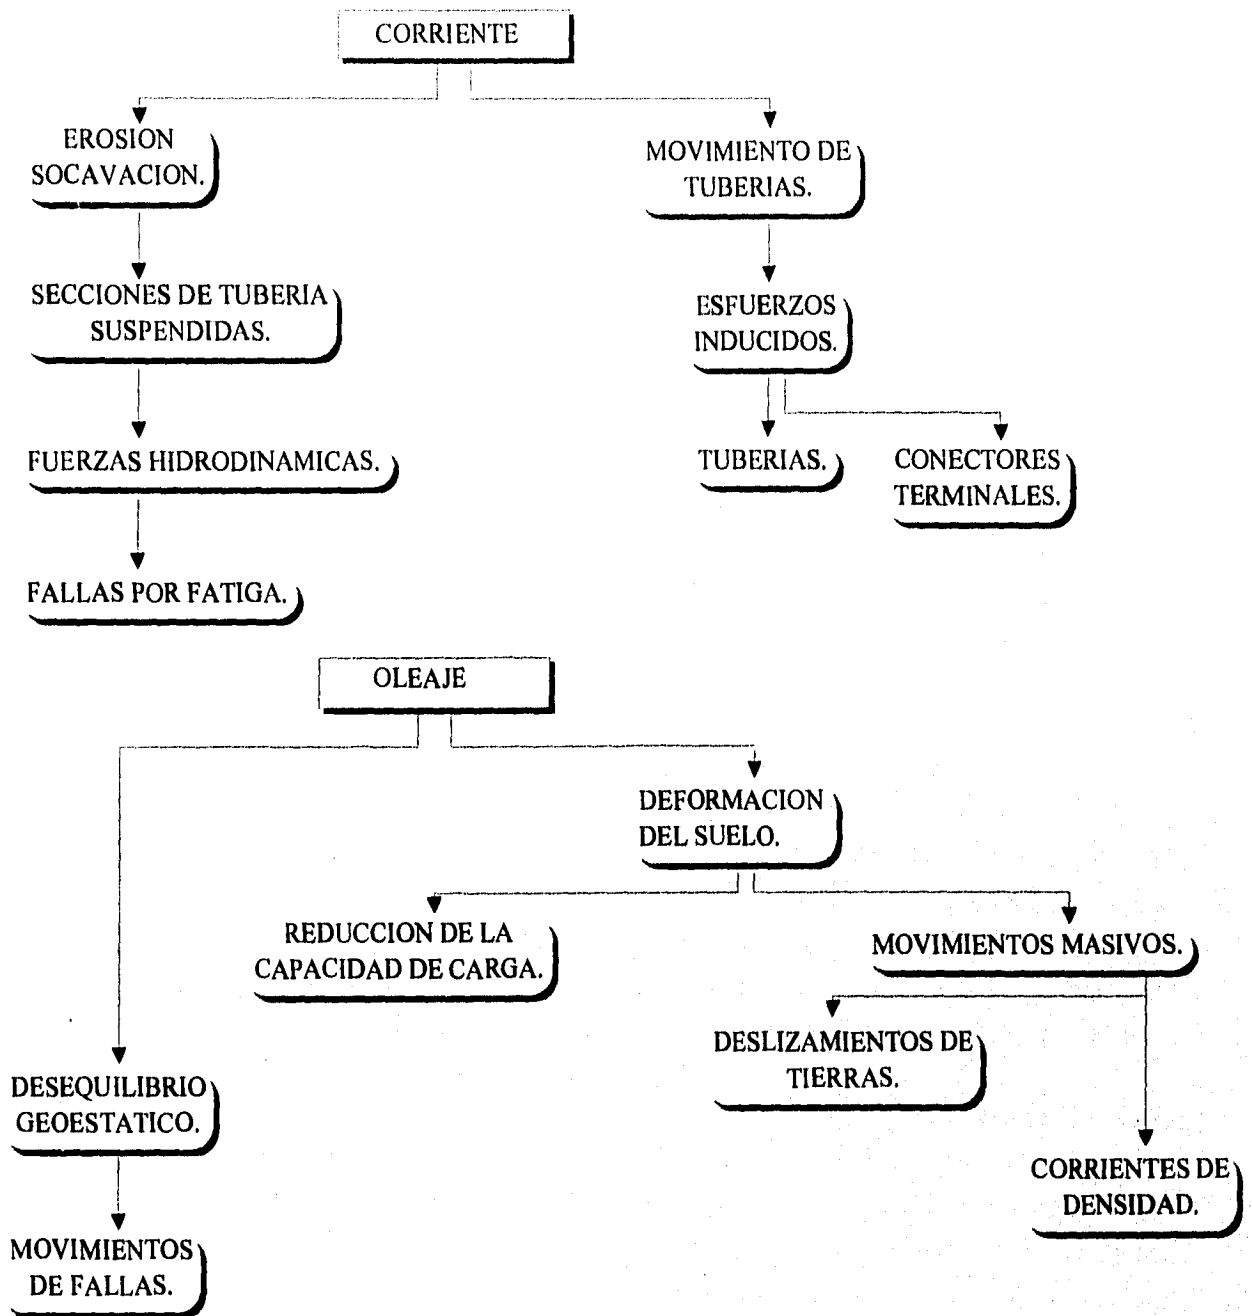 CORRIENTE
EROSION
SOCAVACION.
MOVIMIENTO DE
TUBERIAS.
SECCIONES DE TUBERIA
SUSPENDIDAS.
ESFUERZOS
INDUCIDOS.
FUERZAS HIDRODINAMICAS.
TUBERIAS.
CONECTORES
TERMINALES.
FALLAS POR FATIGA.
OLEAJE
DEFORMACION
DEL SUELO.
REDUCCION DE LA
CAPACIDAD DE CARGA.
MOVIMIENTOS MASIVOS.
DESLIZAMIENTOS DE
TIERRAS.
DESEQUILIBRIO
GEOESTATICO.
CORRIENTES DE
DENSIDAD.
MOVIMIENTOS
DE FALLAS.